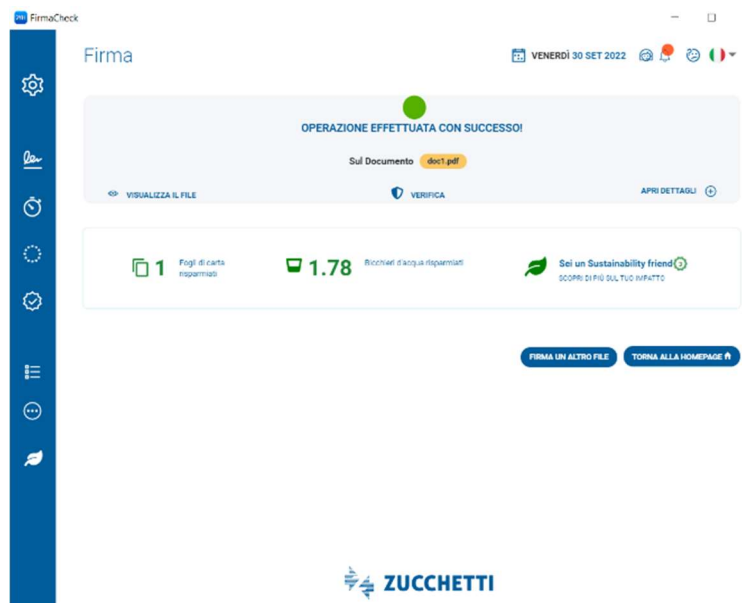 FirmaCheck
Firma
VENERDÌ 30 SET 2022
OPERAZIONE EFFETTUATA CON SUCCESSO!
Sul Documento doc1.pdf
VISUALIZZA IL FILE
VERIFICA
APRI DETTAGLI
1 Fogli di carta
risparmiati
1.78 Bicchieri d'acqua risparmiati
Sei un Sustainability friend
SCOPRI DI PIÙ SUL TUO IMPATTO
FIRMA UN ALTRO FILE
TORNA ALLA HOMEPAGE
ZUCCHETTI